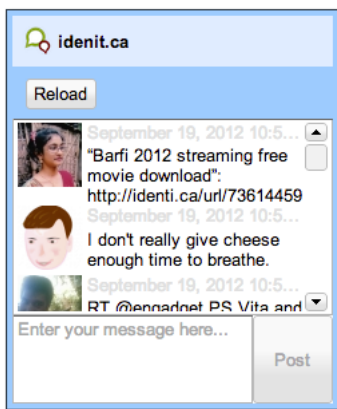 idenit.ca
Reload
September 19, 2012 10:5...
“Barfi 2012 streaming free
movie download":
http://identi.ca/url/73614459
September 19, 2012 10:5...
I don't really give cheese
enough time to breathe.
September 19, 2012 10:5...
RT @engadget PS Vita and
Enter your message here...
Post